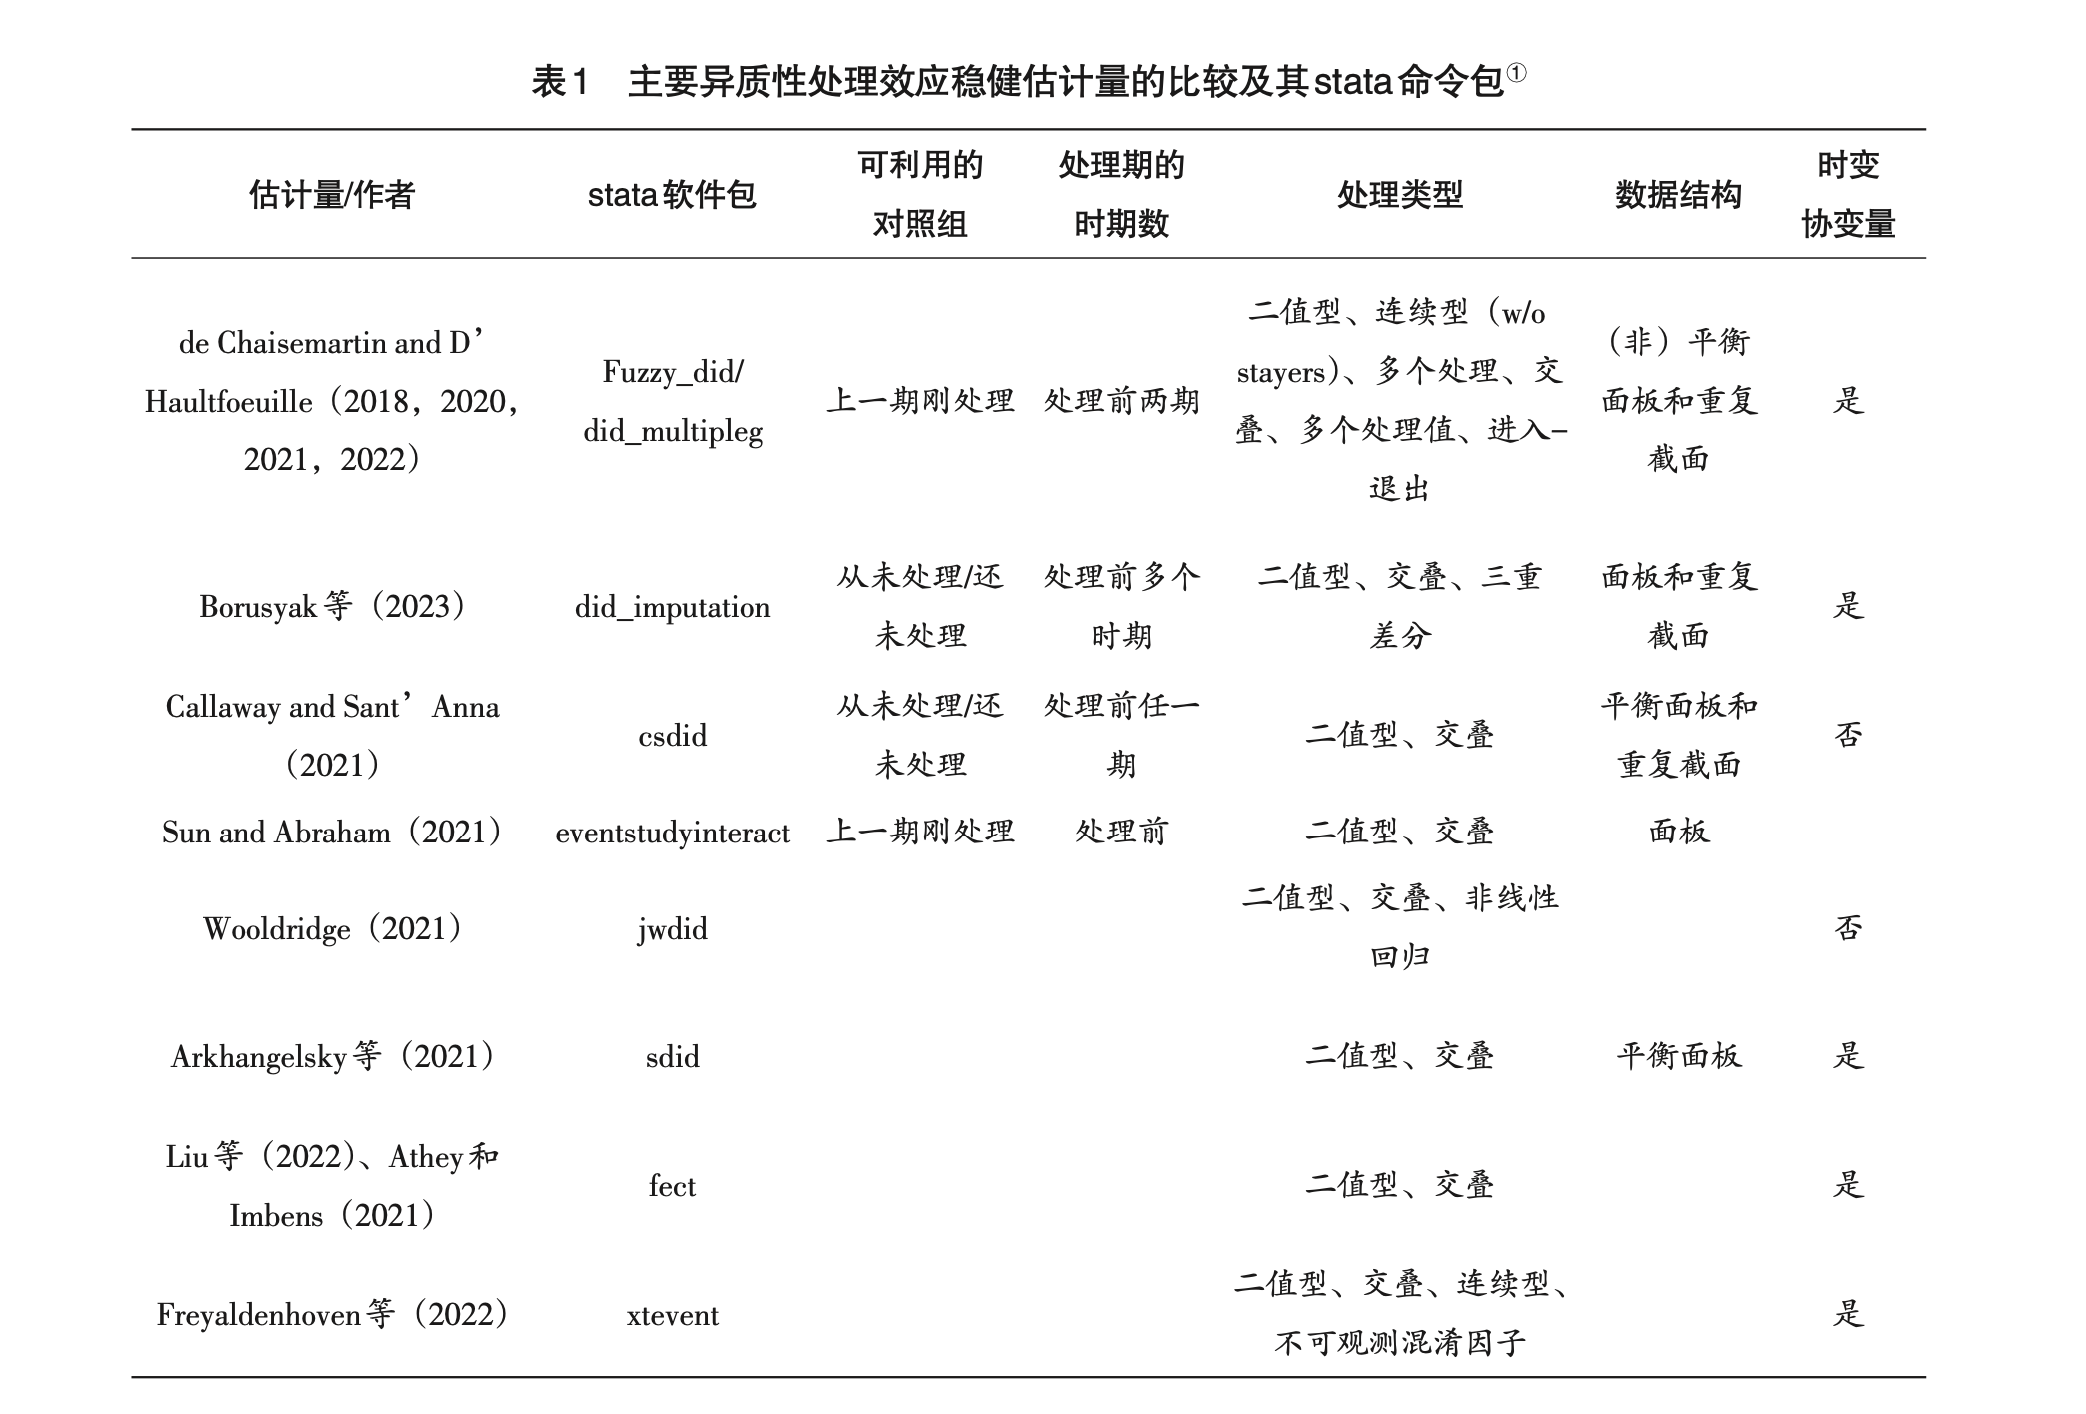 表1　主要异质性处理效应稳健估计量的比较及其stata命令包①
估计量/作者
stata软件包
可利用的
对照组
处理期的
时期数
处理类型
数据结构
时变
协变量
de Chaisemartin and D’
Haultfoeuille（2018，2020，
2021，2022）
Fuzzy_did/
did_multipleg
上一期刚处理
处理前两期
二值型、连续型（w/o
stayers）、多个处理、交
叠、多个处理值、进入-
退出
（非）平衡
面板和重复
截面
是
Borusyak等（2023）
did_imputation
从未处理/还
未处理
处理前多个
时期
二值型、交叠、三重
差分
面板和重复
截面
是
Callaway and Sant’Anna
（2021）
csdid
从未处理/还
未处理
处理前任一
期
二值型、交叠
平衡面板和
重复截面
否
Sun and Abraham（2021）
eventstudyinteract
上一期刚处理
处理前
二值型、交叠
面板
Wooldridge（2021）
jwdid
二值型、交叠、非线性
回归
否
Arkhangelsky等（2021）
sdid
二值型、交叠
平衡面板
是
Liu等（2022）、Athey和
Imbens（2021）
fect
二值型、交叠
是
Freyaldenhoven等（2022）
xtevent
二值型、交叠、连续型、
不可观测混淆因子
是